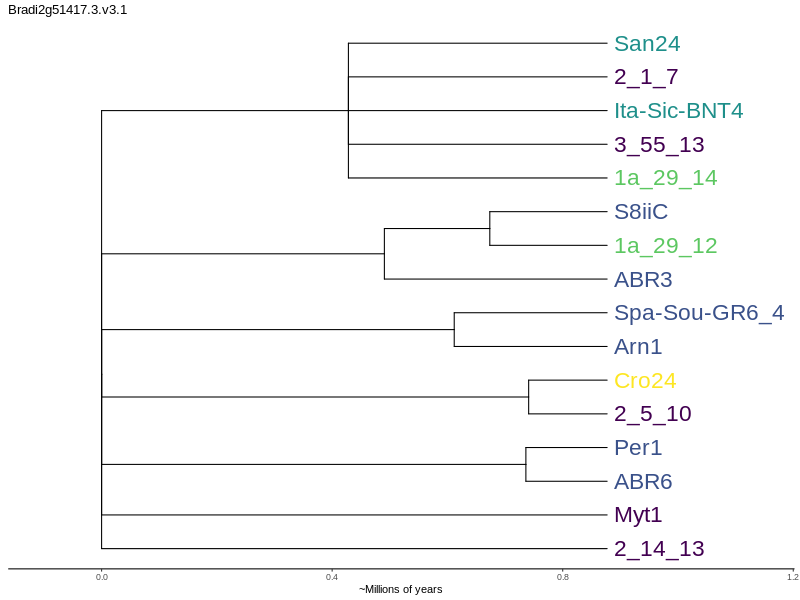 Bradi2g51417.3.v3.1
San24
2_1_7
Ita-Sic-BNT4
3_55_13
1a_29_14
S8iiC
1a_29_12
ABR3
Spa-Sou-GR6_4
Arn1
Cro24
2_5_10
Per1
ABR6
Myt1
2_14_13
0.0 0.4 0.8 1.2
~Millions of years